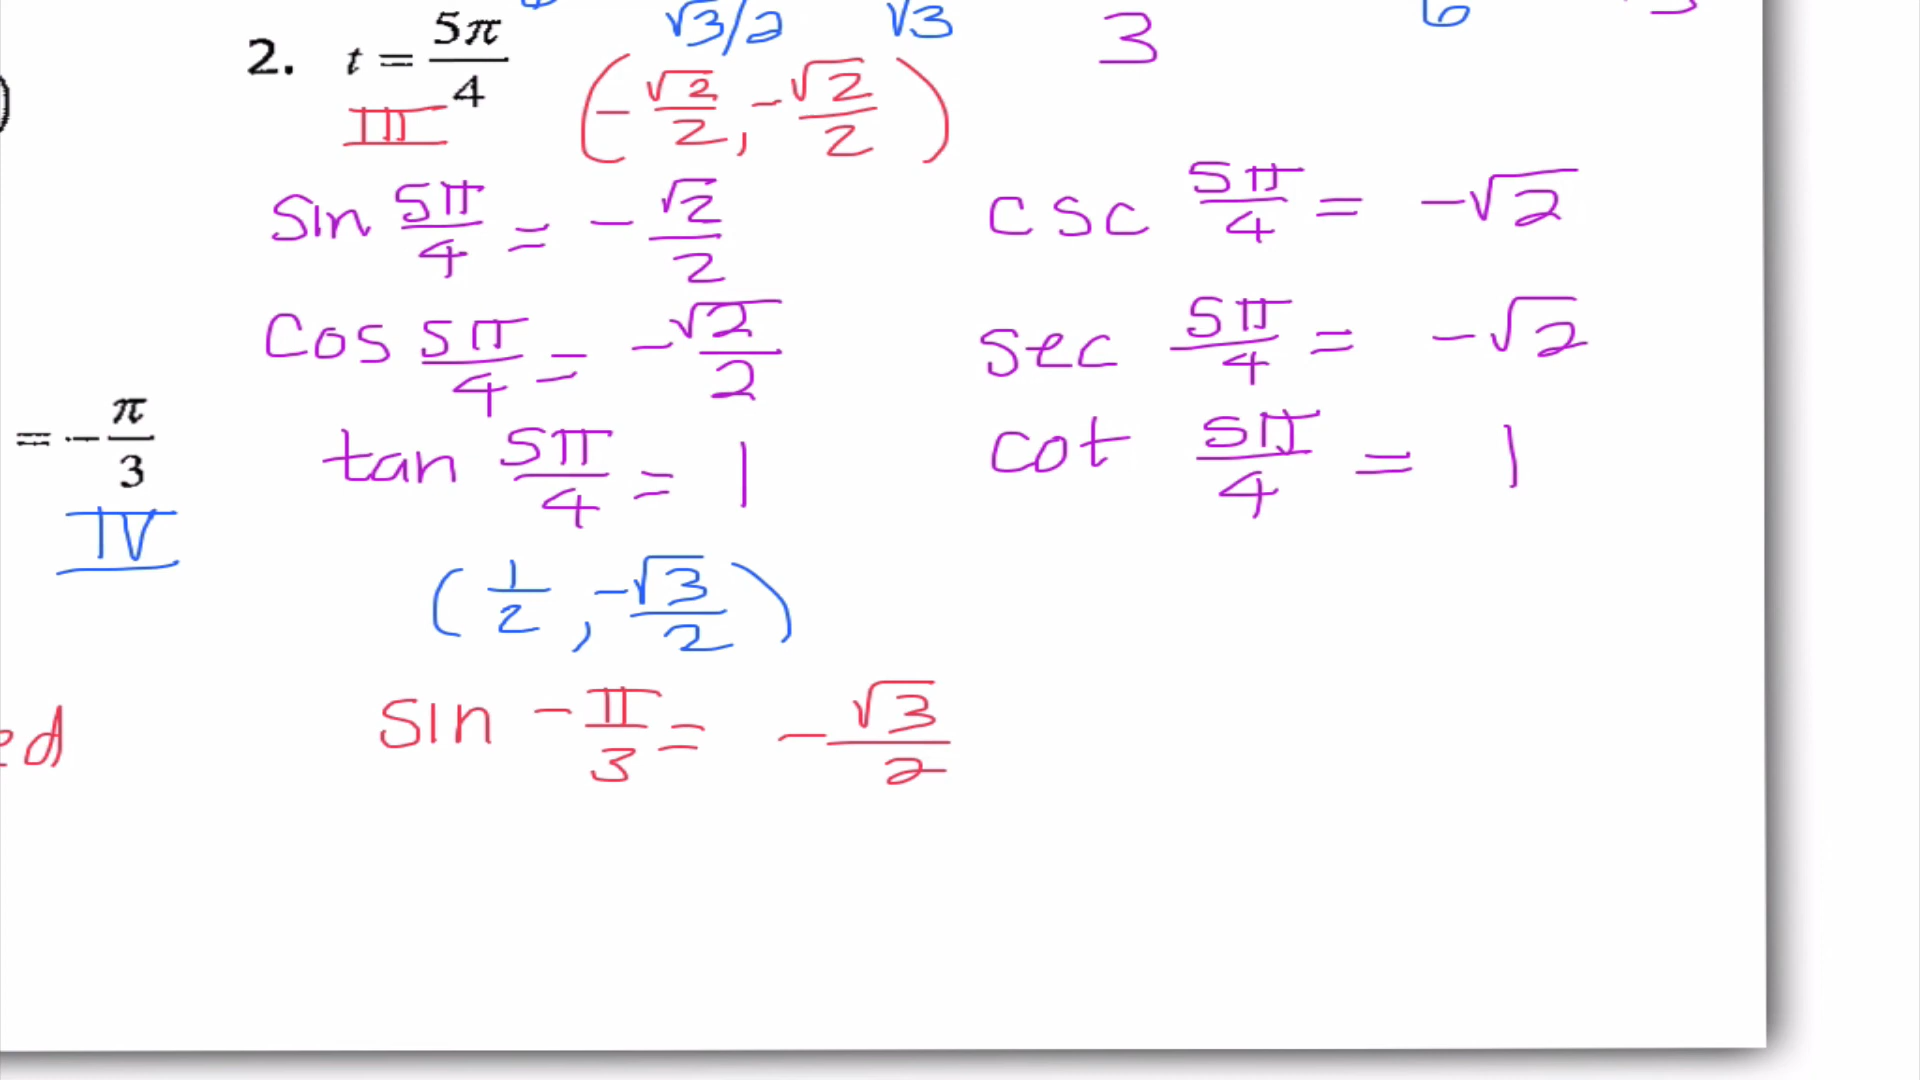 √3/2 √3 3 6
2. t = 5π/4 (-√2/2, -√2/2)
III
sin 5π/4 = -√2/2 csc 5π/4 = -√2
cos 5π/4 = -√2/2 sec 5π/4 = -√2
tan 5π/4 = 1 cot 5π/4 = 1
= -π/3
IV
(1/2, -√3/2)
ed sin -π/3 = -√3/2